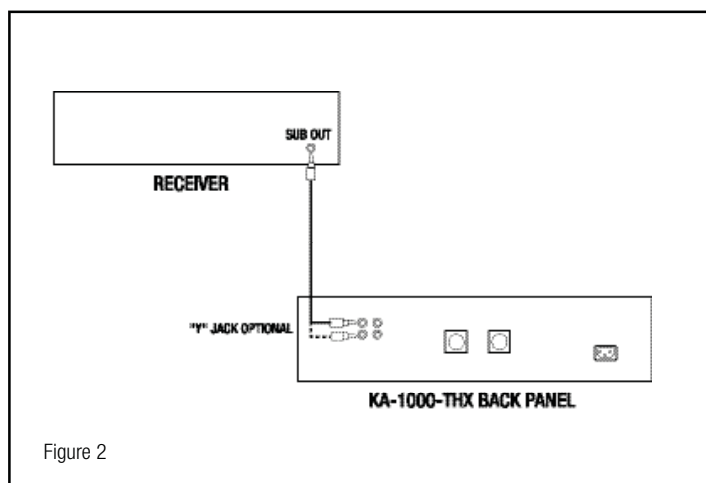 SUB OUT
RECEIVER
"Y" JACK OPTIONAL
KA-1000-THX BACK PANEL
Figure 2